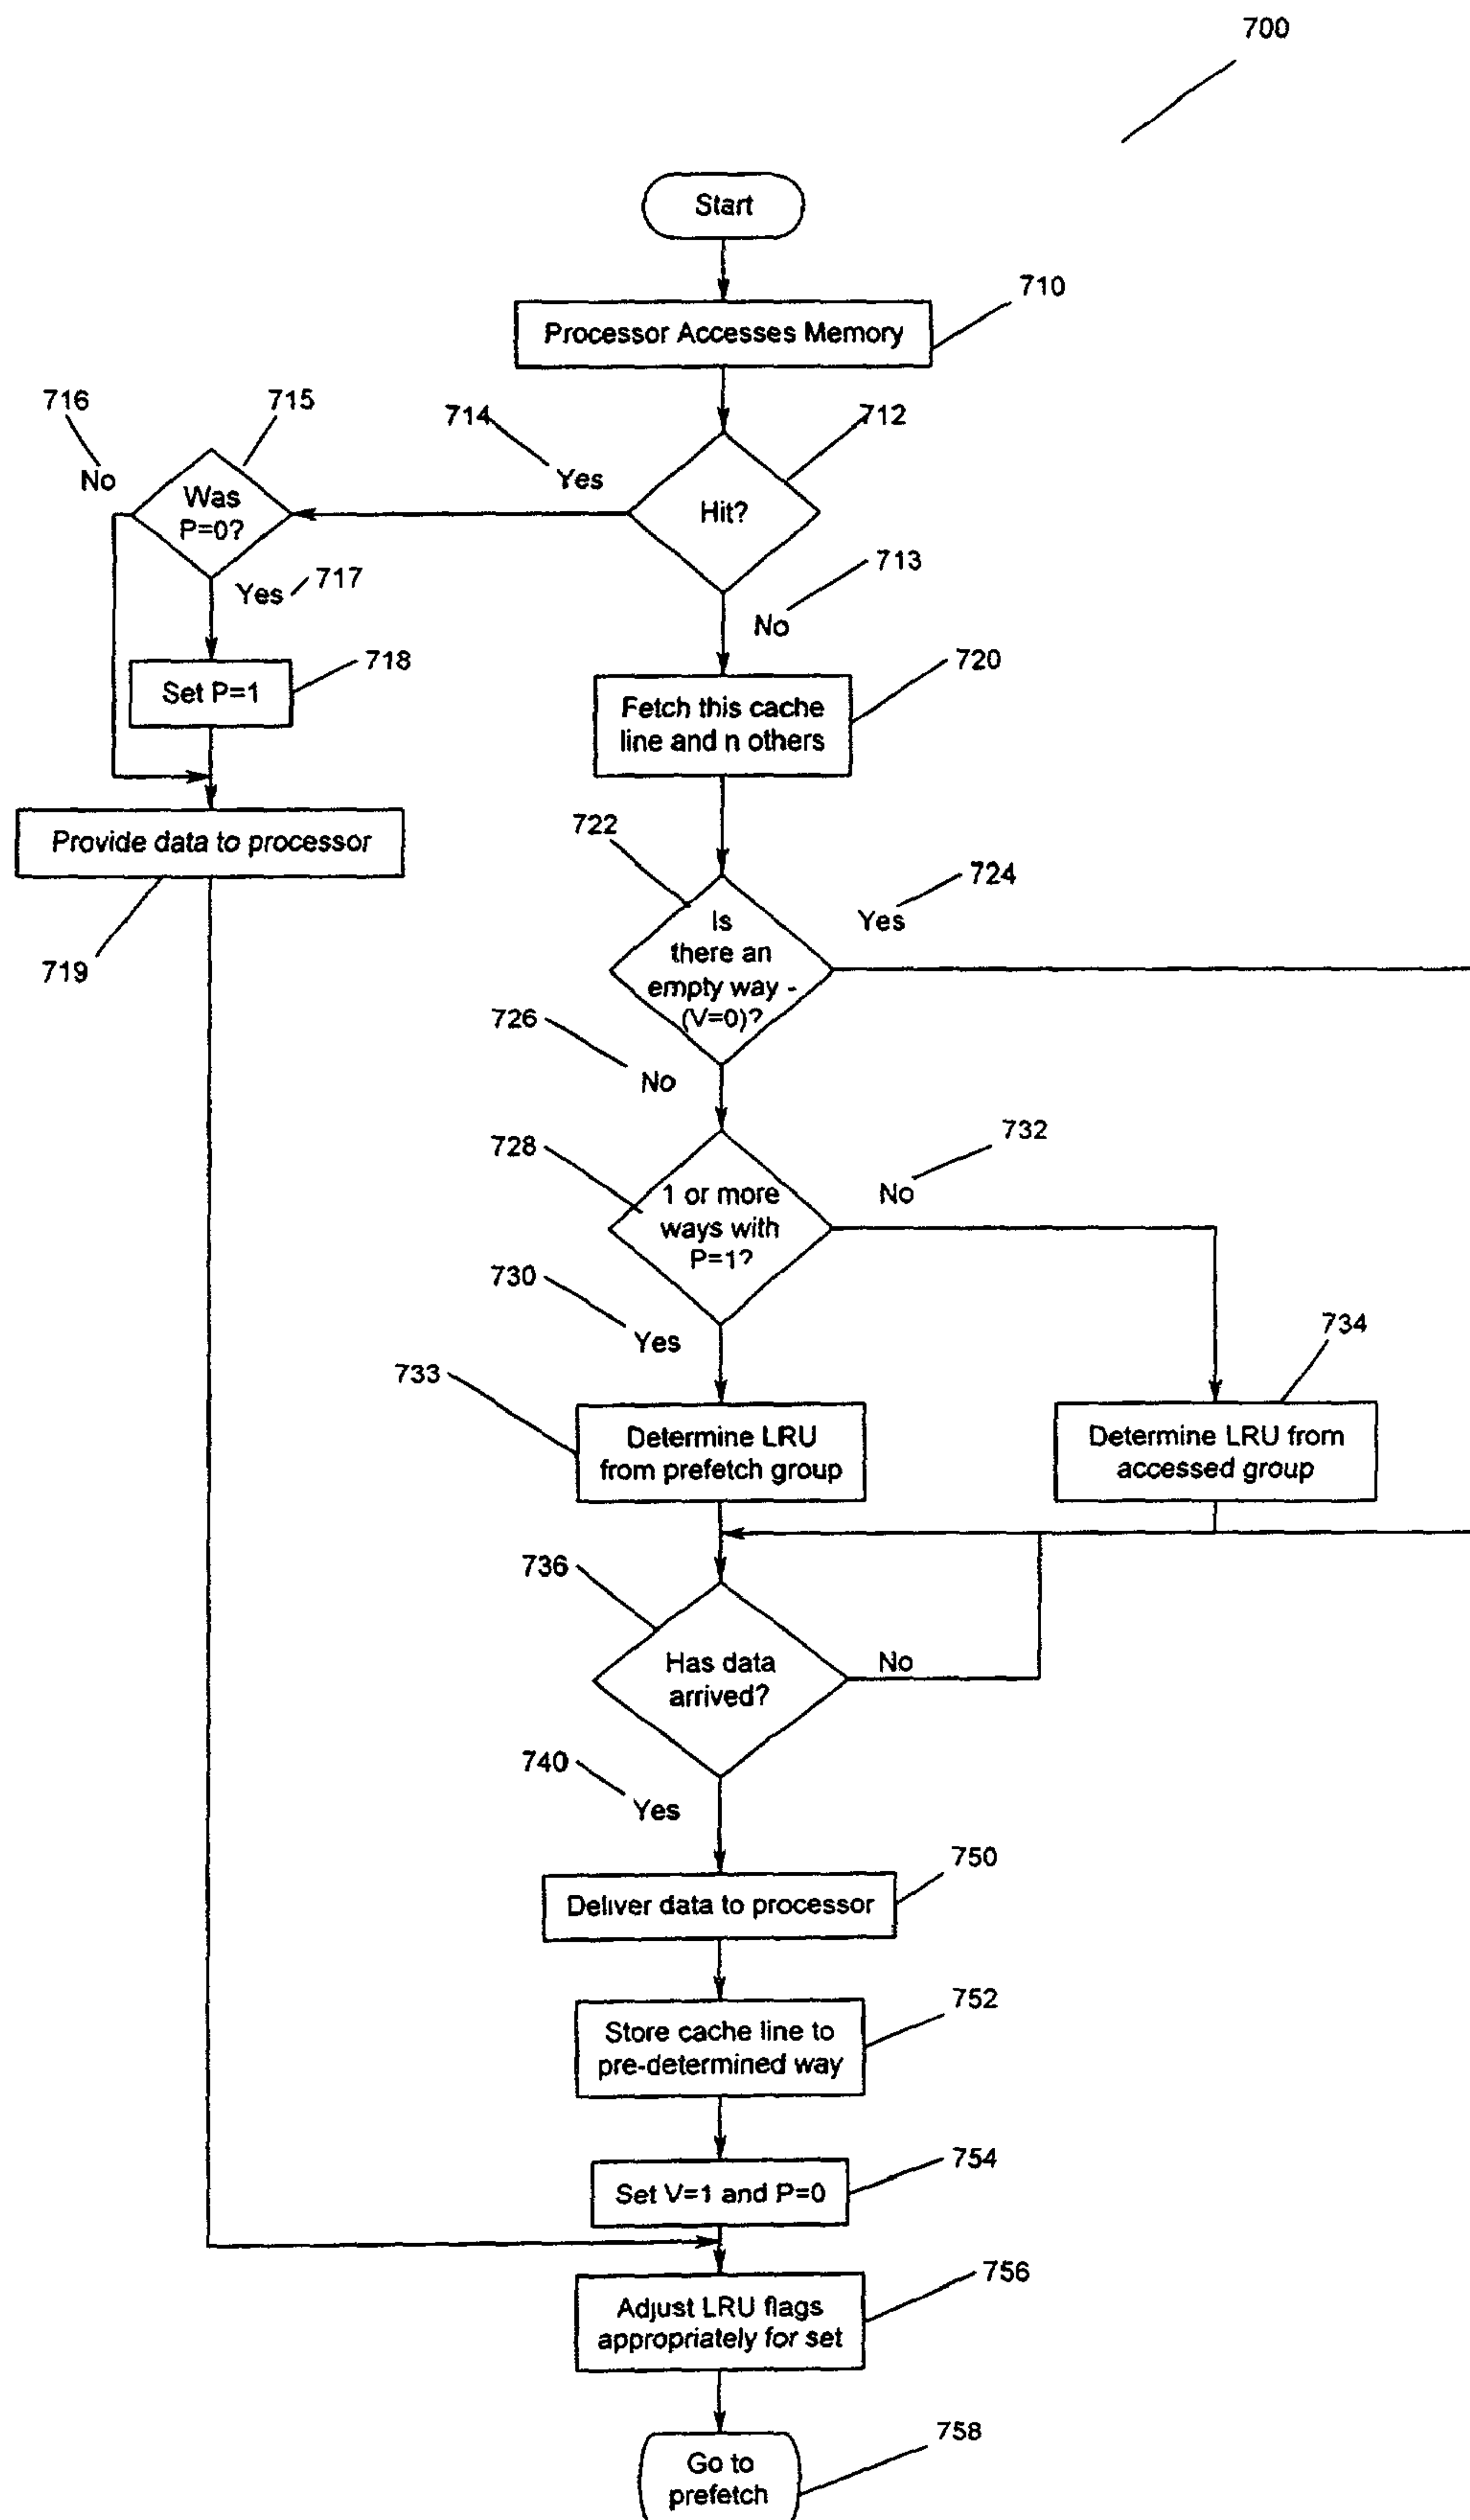 700
Start
710
Processor Accesses Memory
716
715
714
712
No
Was
P=0?
Yes
Hit?
713
Yes
717
No
718
Set P=1
720
Fetch this cache
line and n others
Provide data to processor
722
724
719
Is
there an
empty way -
(V=0)?
Yes
726
No
728
732
1 or more
ways with
P=1?
No
730
Yes
734
733
Determine LRU
from prefetch group
Determine LRU from
accessed group
736
Has data
arrived?
No
740
Yes
750
Deliver data to processor
752
Store cache line to
pre-determined way
754
Set V=1 and P=0
756
Adjust LRU flags
appropriately for set
758
Go to
prefetch